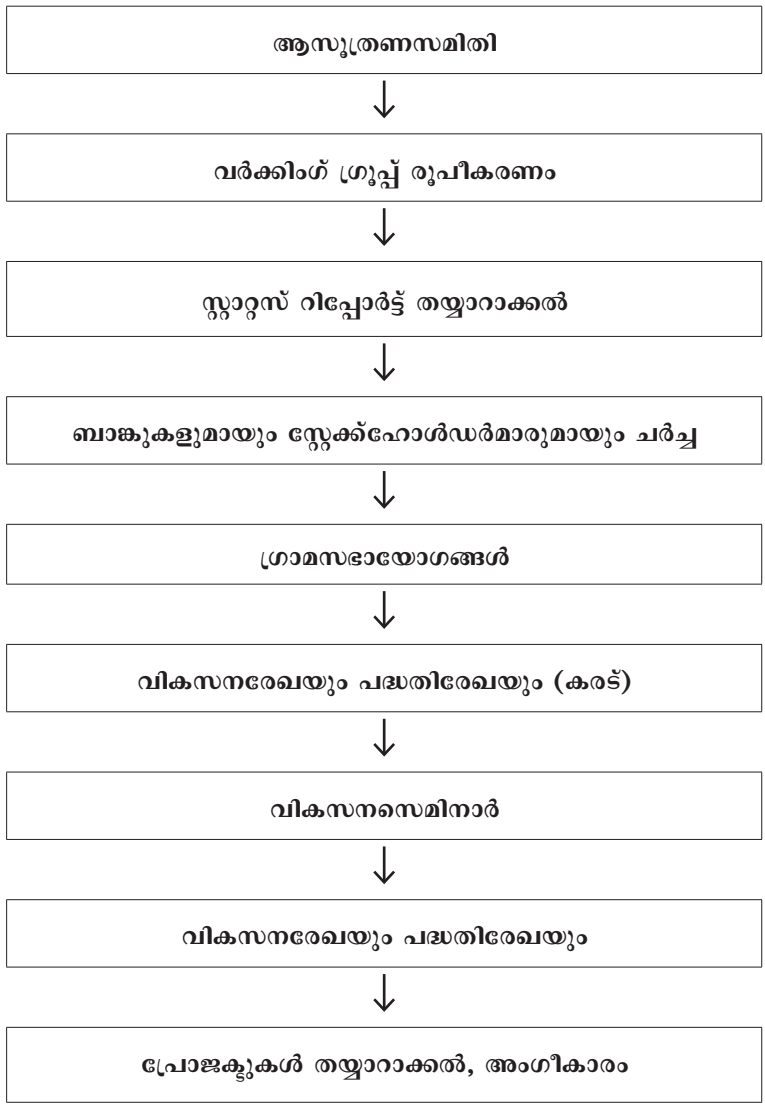 ആസൂത്രണസമിതി
വർക്കിംഗ് ഗ്രൂപ്പ് രൂപീകരണം
സ്റ്റാറ്റസ് റിപ്പോർട്ട് തയ്യാറാക്കൽ
ബാങ്കുകളുമായും സ്റ്റേക്ക്ഹോൾഡർമാരുമായും ചർച്ച
ഗ്രാമസഭായോഗങ്ങൾ
വികസനരേഖയും പദ്ധതിരേഖയും (കരട്)
വികസനസെമിനാർ
വികസനരേഖയും പദ്ധതിരേഖയും
പ്രോജക്ടുകൾ തയ്യാറാക്കൽ, അംഗീകാരം